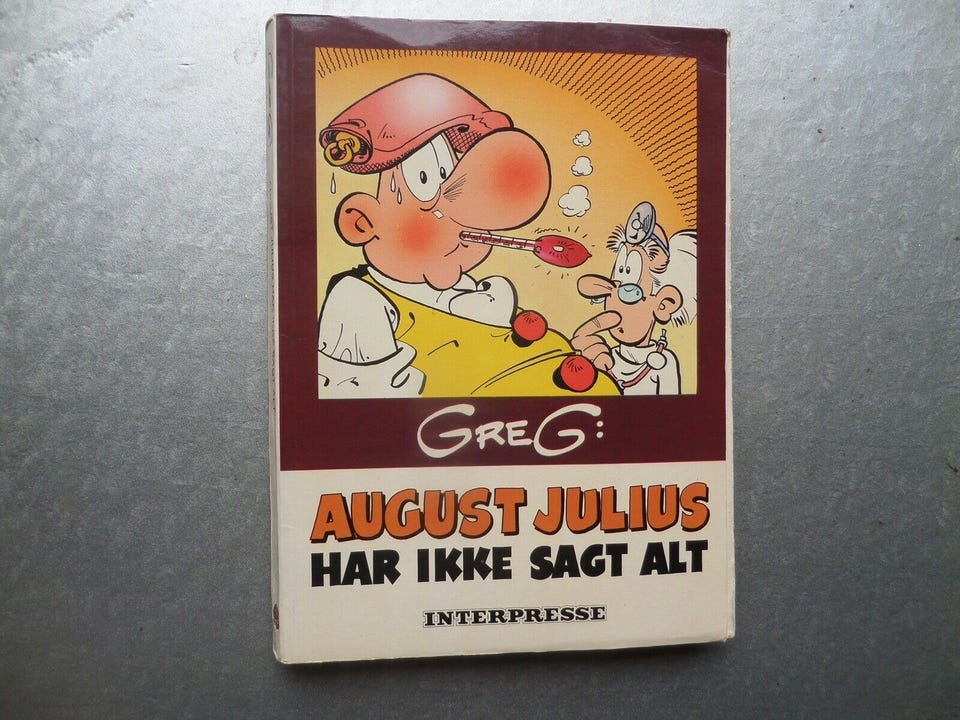 GREG:
AUGUST JULIUS
HAR IKKE SAGT ALT
INTERPRESSE